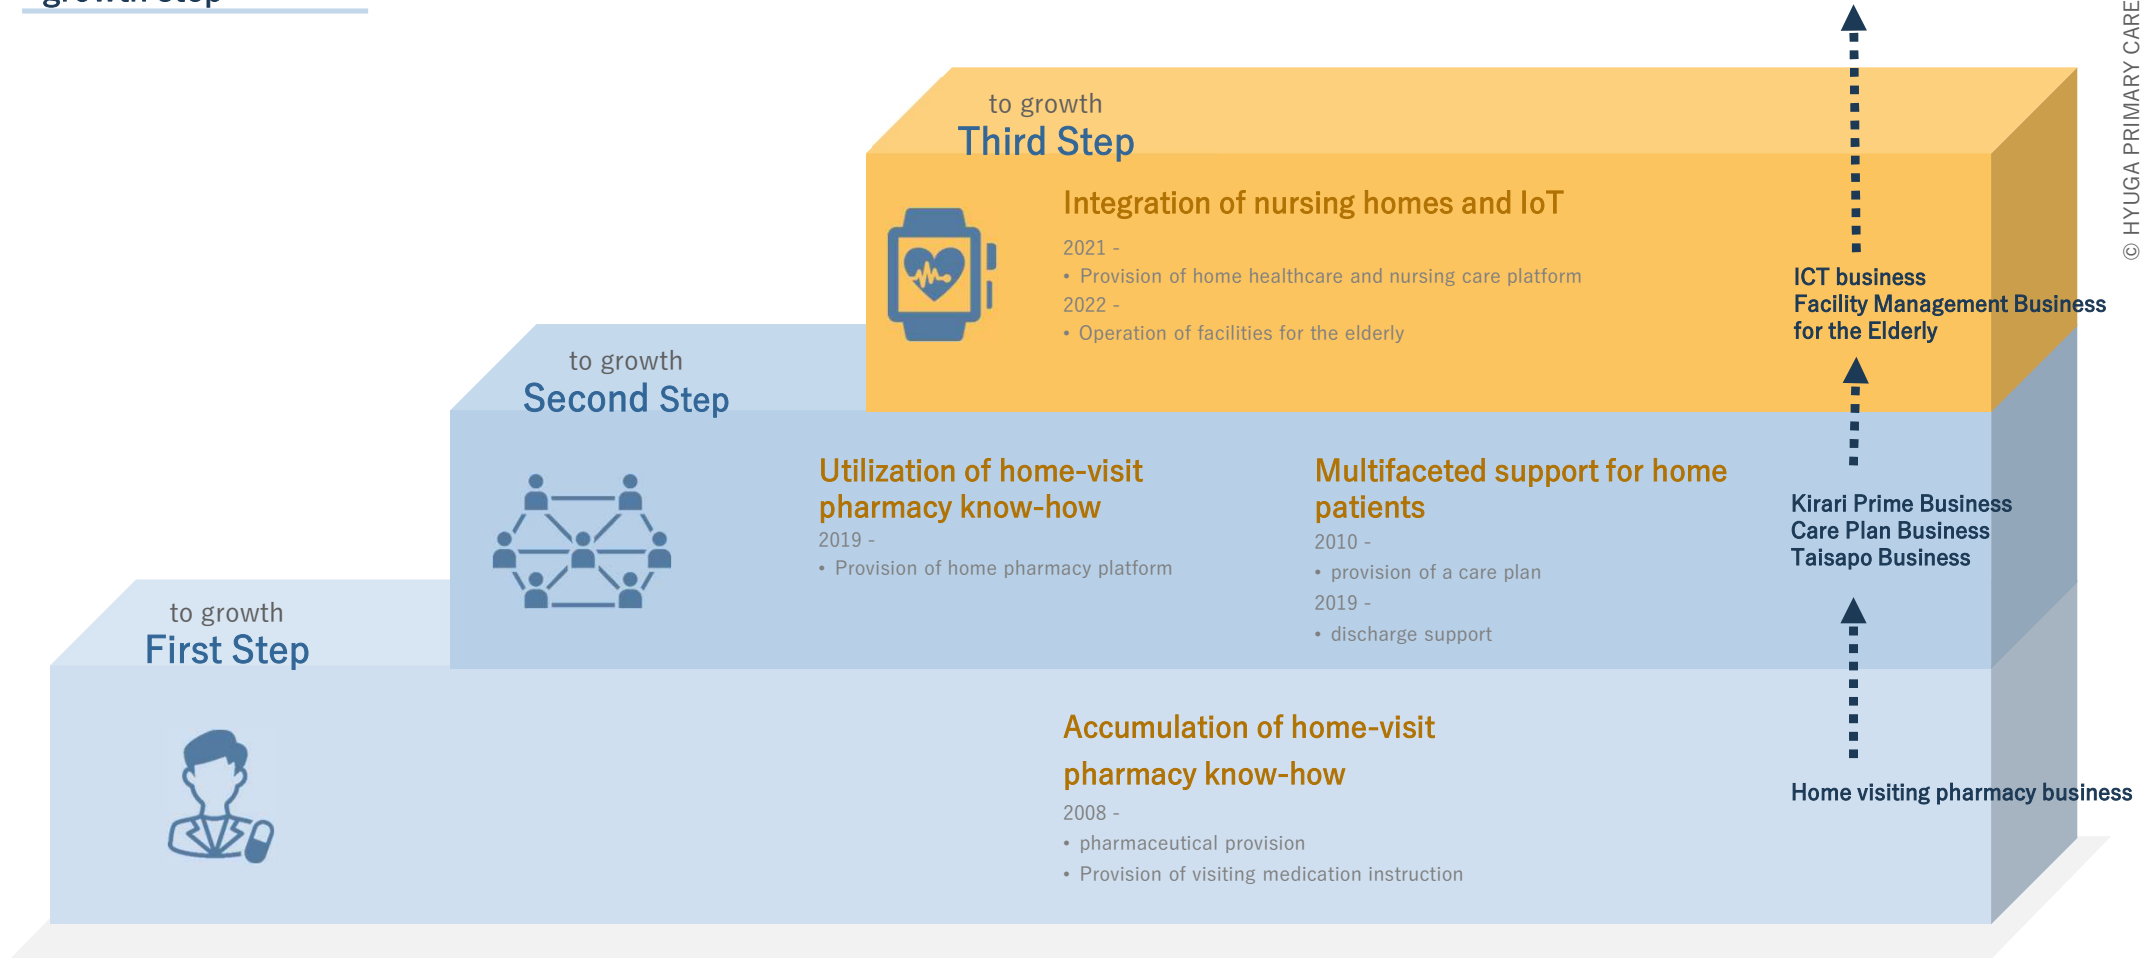 growth step
to growth
Third Step
Integration of nursing homes and IoT
2021 -
• Provision of home healthcare and nursing care platform
2022 -
• Operation of facilities for the elderly
ICT business
Facility Management Business
for the Elderly
to growth
Second Step
Utilization of home-visit
pharmacy know-how
2019 -
• Provision of home pharmacy platform
Multifaceted support for home
patients
2010 -
• provision of a care plan
2019 -
• discharge support
Kirari Prime Business
Care Plan Business
Taisapo Business
to growth
First Step
Accumulation of home-visit
pharmacy know-how
2008 -
• pharmaceutical provision
• Provision of visiting medication instruction
Home visiting pharmacy business
© HYUGA PRIMARY CARE